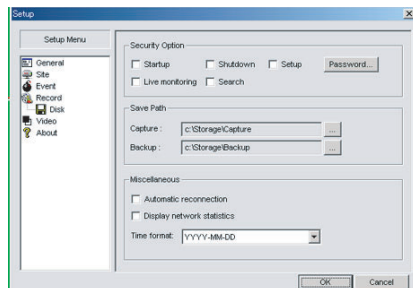 Setup
Setup Menu
General
Site
Event
Record
Disk
Video
About
Security Option
Startup Shutdown Setup Password...
Live monitoring Search
Save Path
Capture : c:\Storage\Capture ...
Backup : c:\Storage\Backup ...
Miscellaneous
Automatic reconnection
Display network statistics
Time format: YYYY-MM-DD
OK Cancel